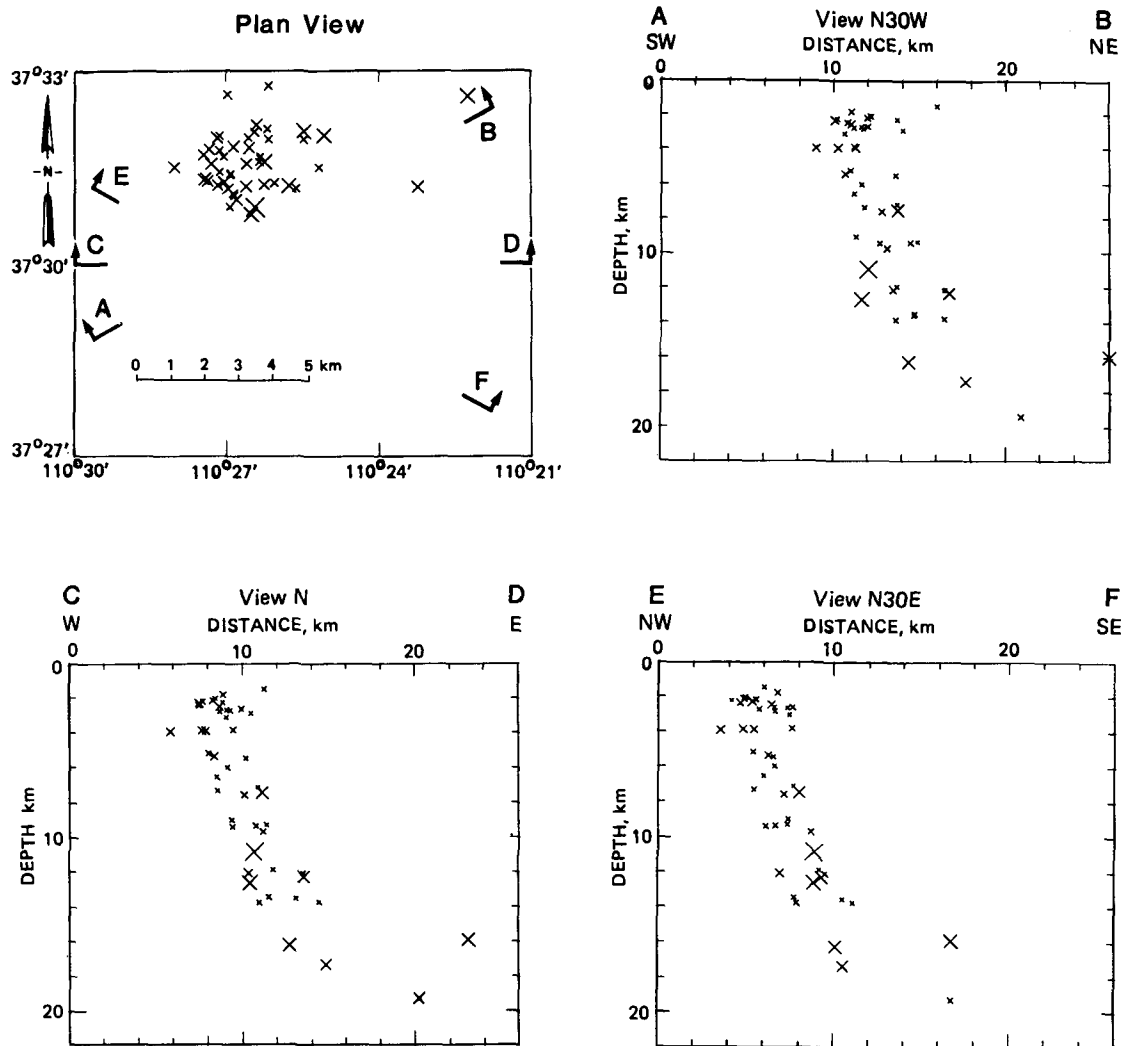 Plan View
37°33'
B
-N-
E
C
D
37°30'
A
0 1 2 3 4 5 km
F
37°27'
110°30' 110°27' 110°24' 110°21'
A View N30W B
SW DISTANCE, km NE
0 10 20
0
10
20
DEPTH, km
C View N D
W DISTANCE, km E
0 10 20
0
10
20
DEPTH km
E View N30E F
NW DISTANCE, km SE
0 10 20
0
10
20
DEPTH, km